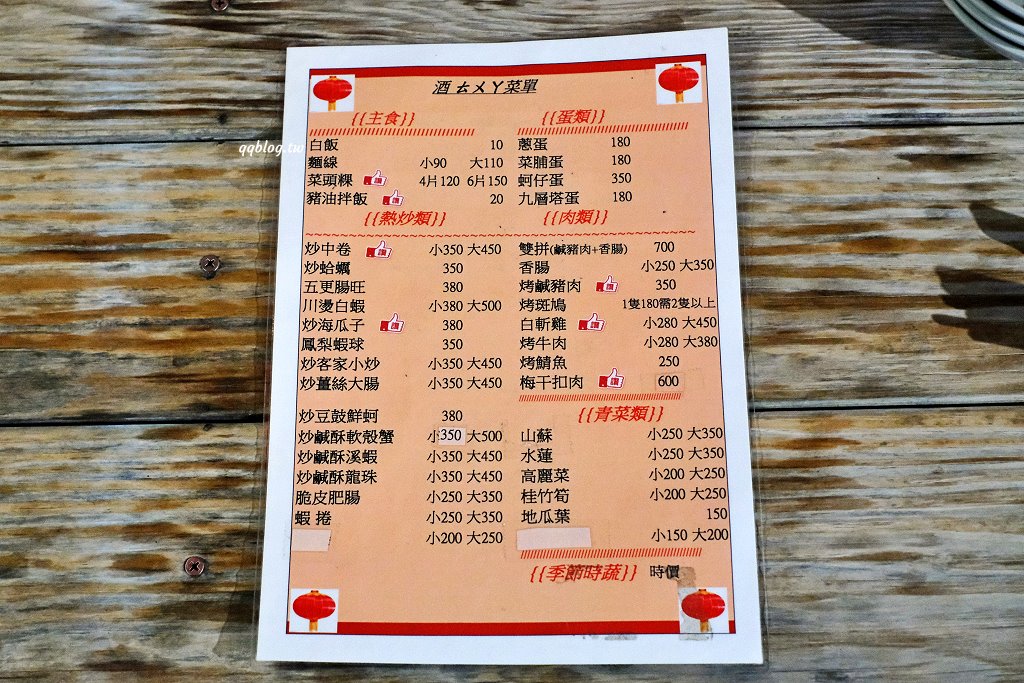 酒ㄊㄨㄚ菜單
{{主食}}
白飯 10
麵線 小90 大110
菜頭粿 讚 4片120 6片150
豬油拌飯 讚 20
{{熱炒類}}
炒中卷 讚 小350 大450
炒蛤蠣 350
五更腸旺 380
川燙白蝦 小380 大500
炒海瓜子 讚 380
鳳梨蝦球 350
炒客家小炒 小350 大450
炒薑絲大腸 小350 大450
炒豆鼓鮮蚵 380
炒鹹酥軟殼蟹 小350 大500
炒鹹酥溪蝦 小350 大450
炒鹹酥龍珠 小350 大450
脆皮肥腸 小250 大350
蝦捲 小250 大350
小200 大250
{{蛋類}}
蔥蛋 180
菜脯蛋 180
蚵仔蛋 350
九層塔蛋 180
{{肉類}}
雙拼(鹹豬肉+香腸) 700
香腸 小250 大350
烤鹹豬肉 讚 350
烤斑鳩 1隻180需2隻以上
白斬雞 讚 小280 大450
烤牛肉 小280 大380
烤鯖魚 250
梅干扣肉 讚 600
{{青菜類}}
山蘇 小250 大350
水蓮 小250 大350
高麗菜 小200 大250
桂竹筍 小200 大250
地瓜葉 150
小150 大200
{{季節時蔬}} 時價
qqblog.tw